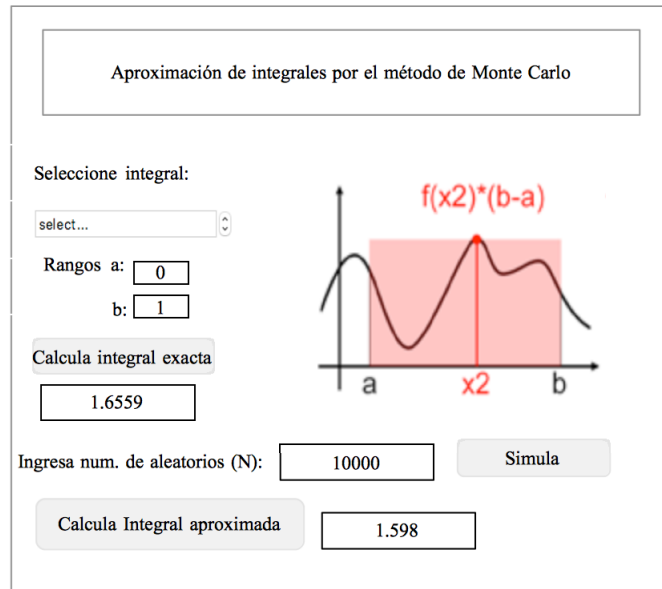 Aproximación de integrales por el método de Monte Carlo
Seleccione integral:
select...
Rangos a: 0
b: 1
Calcula integral exacta
1.6559
f(x2)*(b-a)
a x2 b
Ingresa num. de aleatorios (N): 10000 Simula
Calcula Integral aproximada 1.598